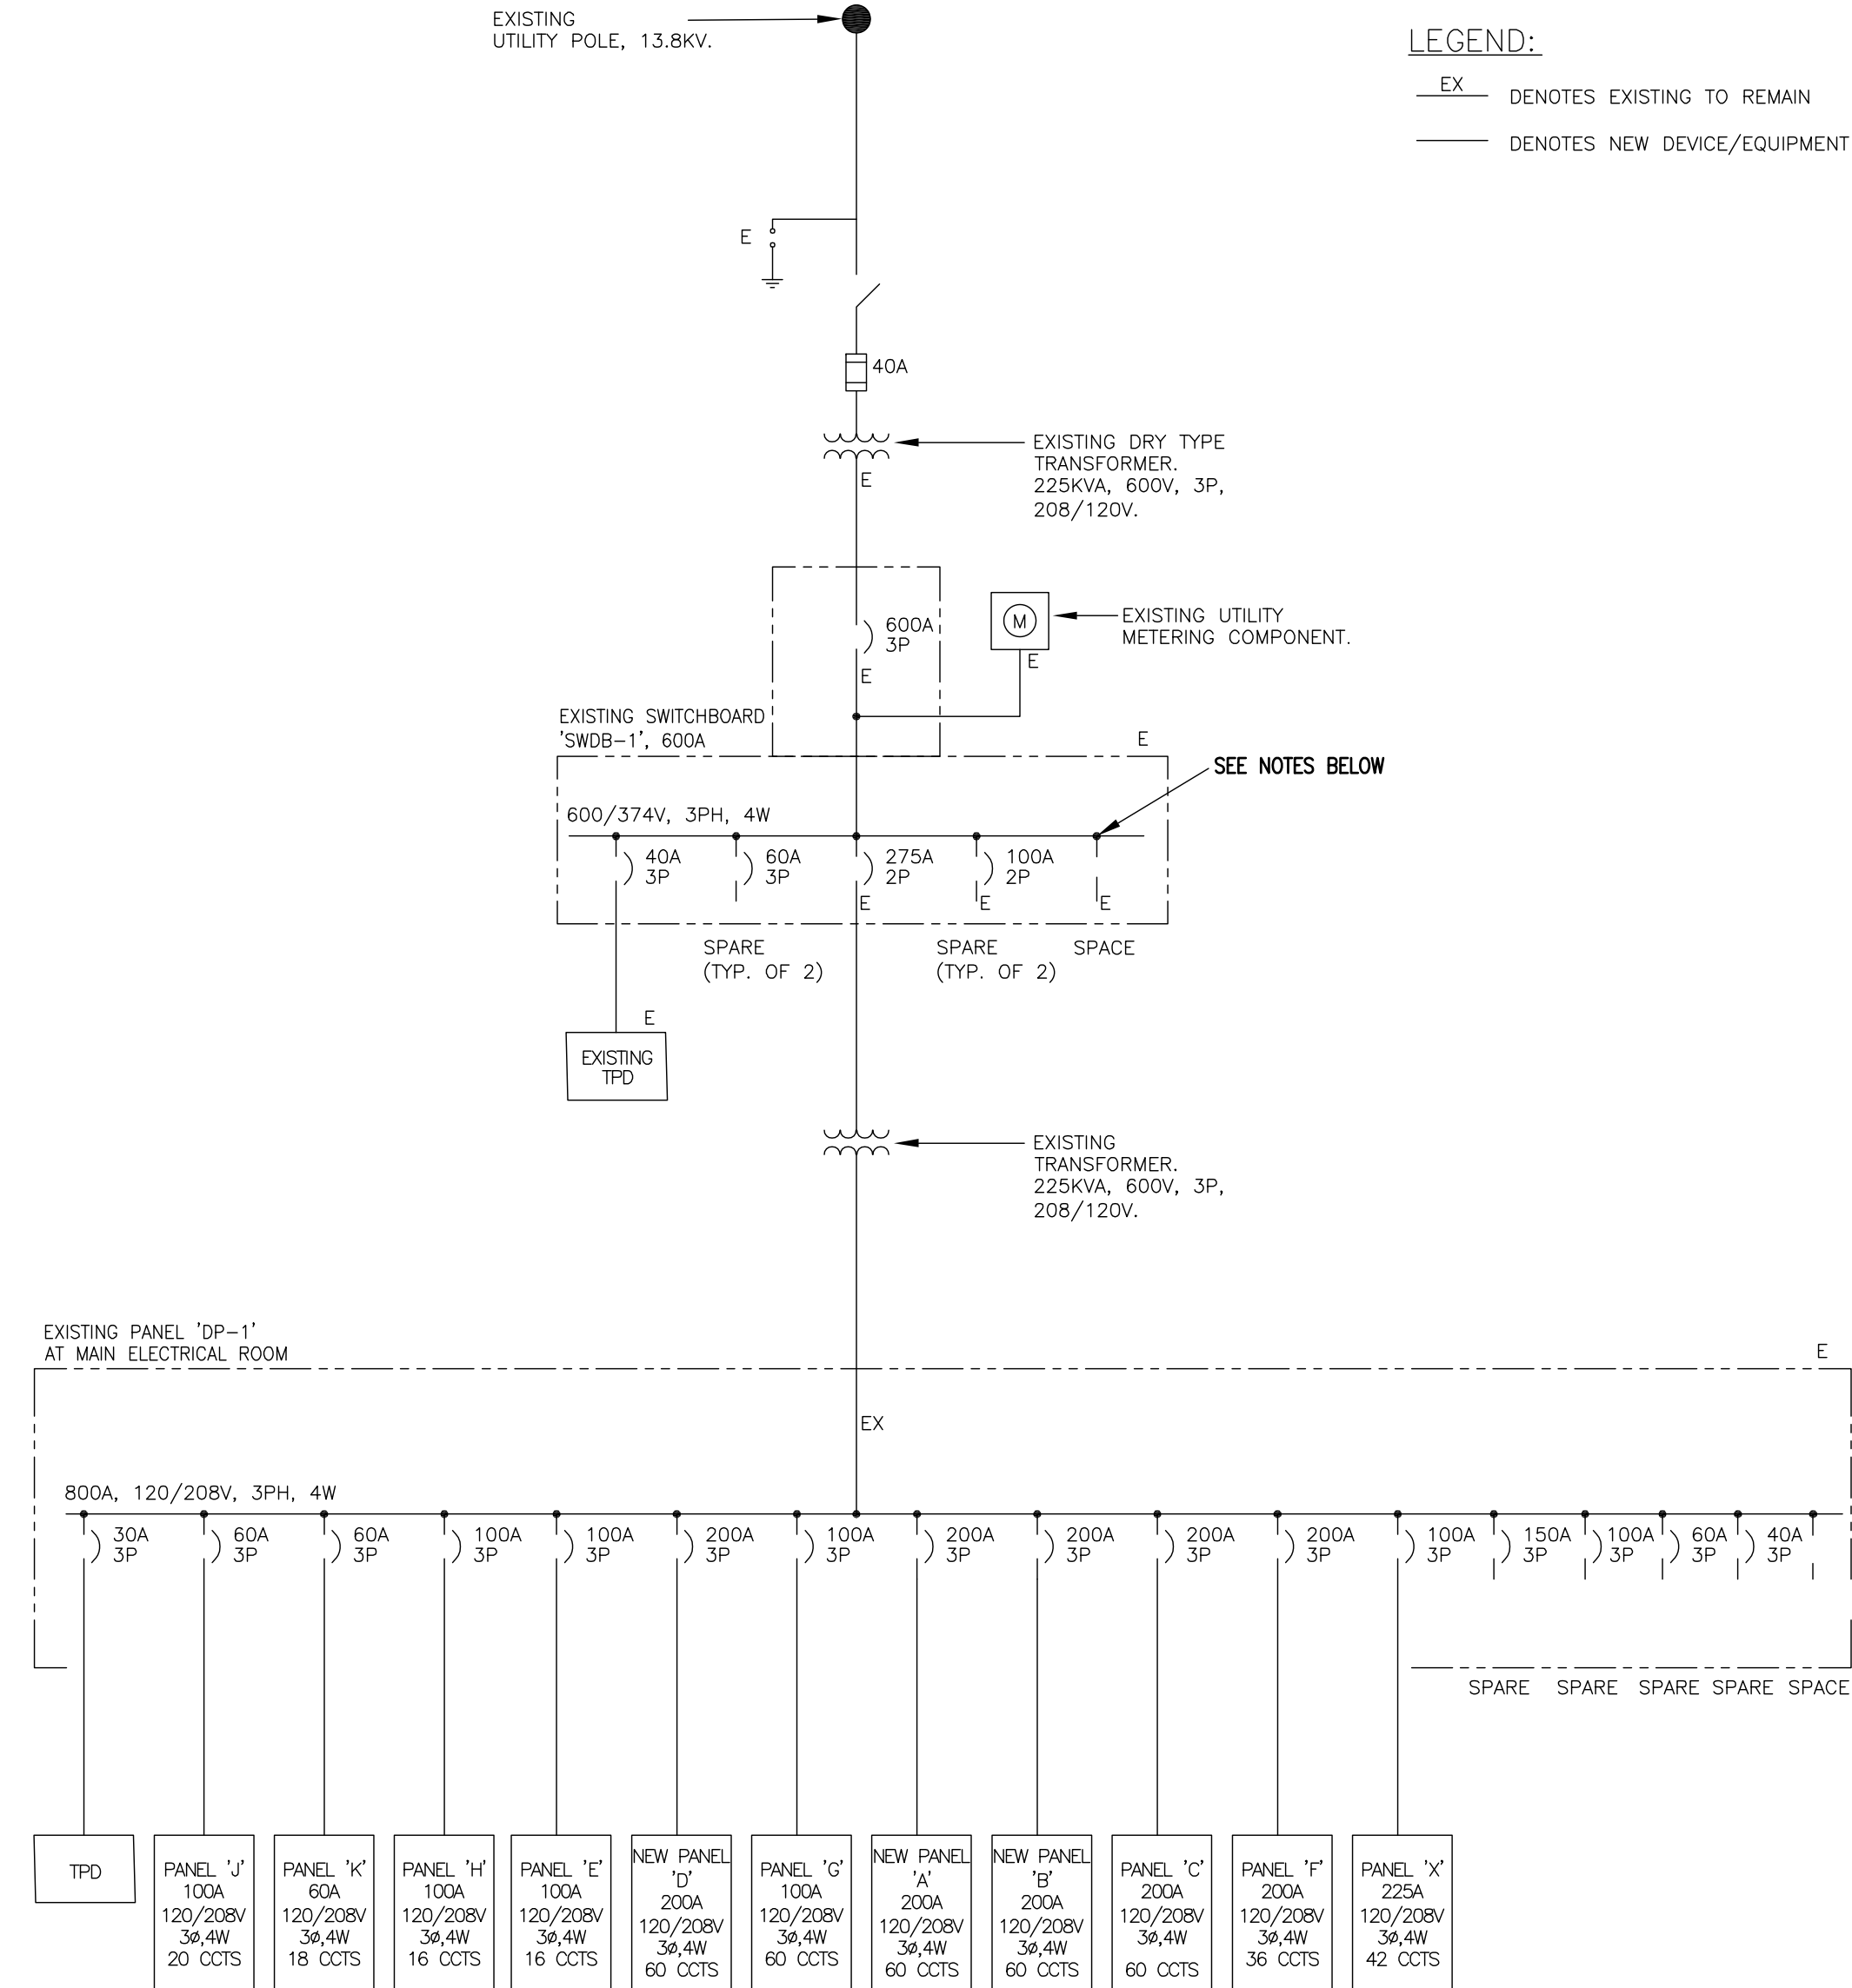 EXISTING
UTILITY POLE, 13.8KV.
LEGEND:
EX
DENOTES EXISTING TO REMAIN
DENOTES NEW DEVICE/EQUIPMENT
E
40A
EXISTING DRY TYPE
TRANSFORMER.
225KVA, 600V, 3P,
208/120V.
E
600A
3P
E
M
E
EXISTING UTILITY
METERING COMPONENT.
EXISTING SWITCHBOARD
'SWDB-1', 600A
E
SEE NOTES BELOW
600/374V, 3PH, 4W
40A
3P
60A
3P
275A
2P
E
100A
2P
E
E
SPARE
(TYP. OF 2)
SPARE
(TYP. OF 2)
SPACE
E
EXISTING
TPD
EXISTING
TRANSFORMER.
225KVA, 600V, 3P,
208/120V.
EXISTING PANEL 'DP-1'
AT MAIN ELECTRICAL ROOM
E
EX
800A, 120/208V, 3PH, 4W
30A
3P
60A
3P
60A
3P
100A
3P
100A
3P
200A
3P
100A
3P
200A
3P
200A
3P
200A
3P
200A
3P
100A
3P
150A
3P
100A
3P
60A
3P
40A
3P
SPARE
SPARE
SPARE
SPARE
SPACE
TPD
PANEL 'J'
100A
120/208V
3ø,4W
20 CCTS
PANEL 'K'
60A
120/208V
3ø,4W
18 CCTS
PANEL 'H'
100A
120/208V
3ø,4W
16 CCTS
PANEL 'E'
100A
120/208V
3ø,4W
16 CCTS
NEW PANEL
'D'
200A
120/208V
3ø,4W
60 CCTS
PANEL 'G'
100A
120/208V
3ø,4W
60 CCTS
NEW PANEL
'A'
200A
120/208V
3ø,4W
60 CCTS
NEW PANEL
'B'
200A
120/208V
3ø,4W
60 CCTS
PANEL 'C'
200A
120/208V
3ø,4W
60 CCTS
PANEL 'F'
200A
120/208V
3ø,4W
36 CCTS
PANEL 'X'
225A
120/208V
3ø,4W
42 CCTS